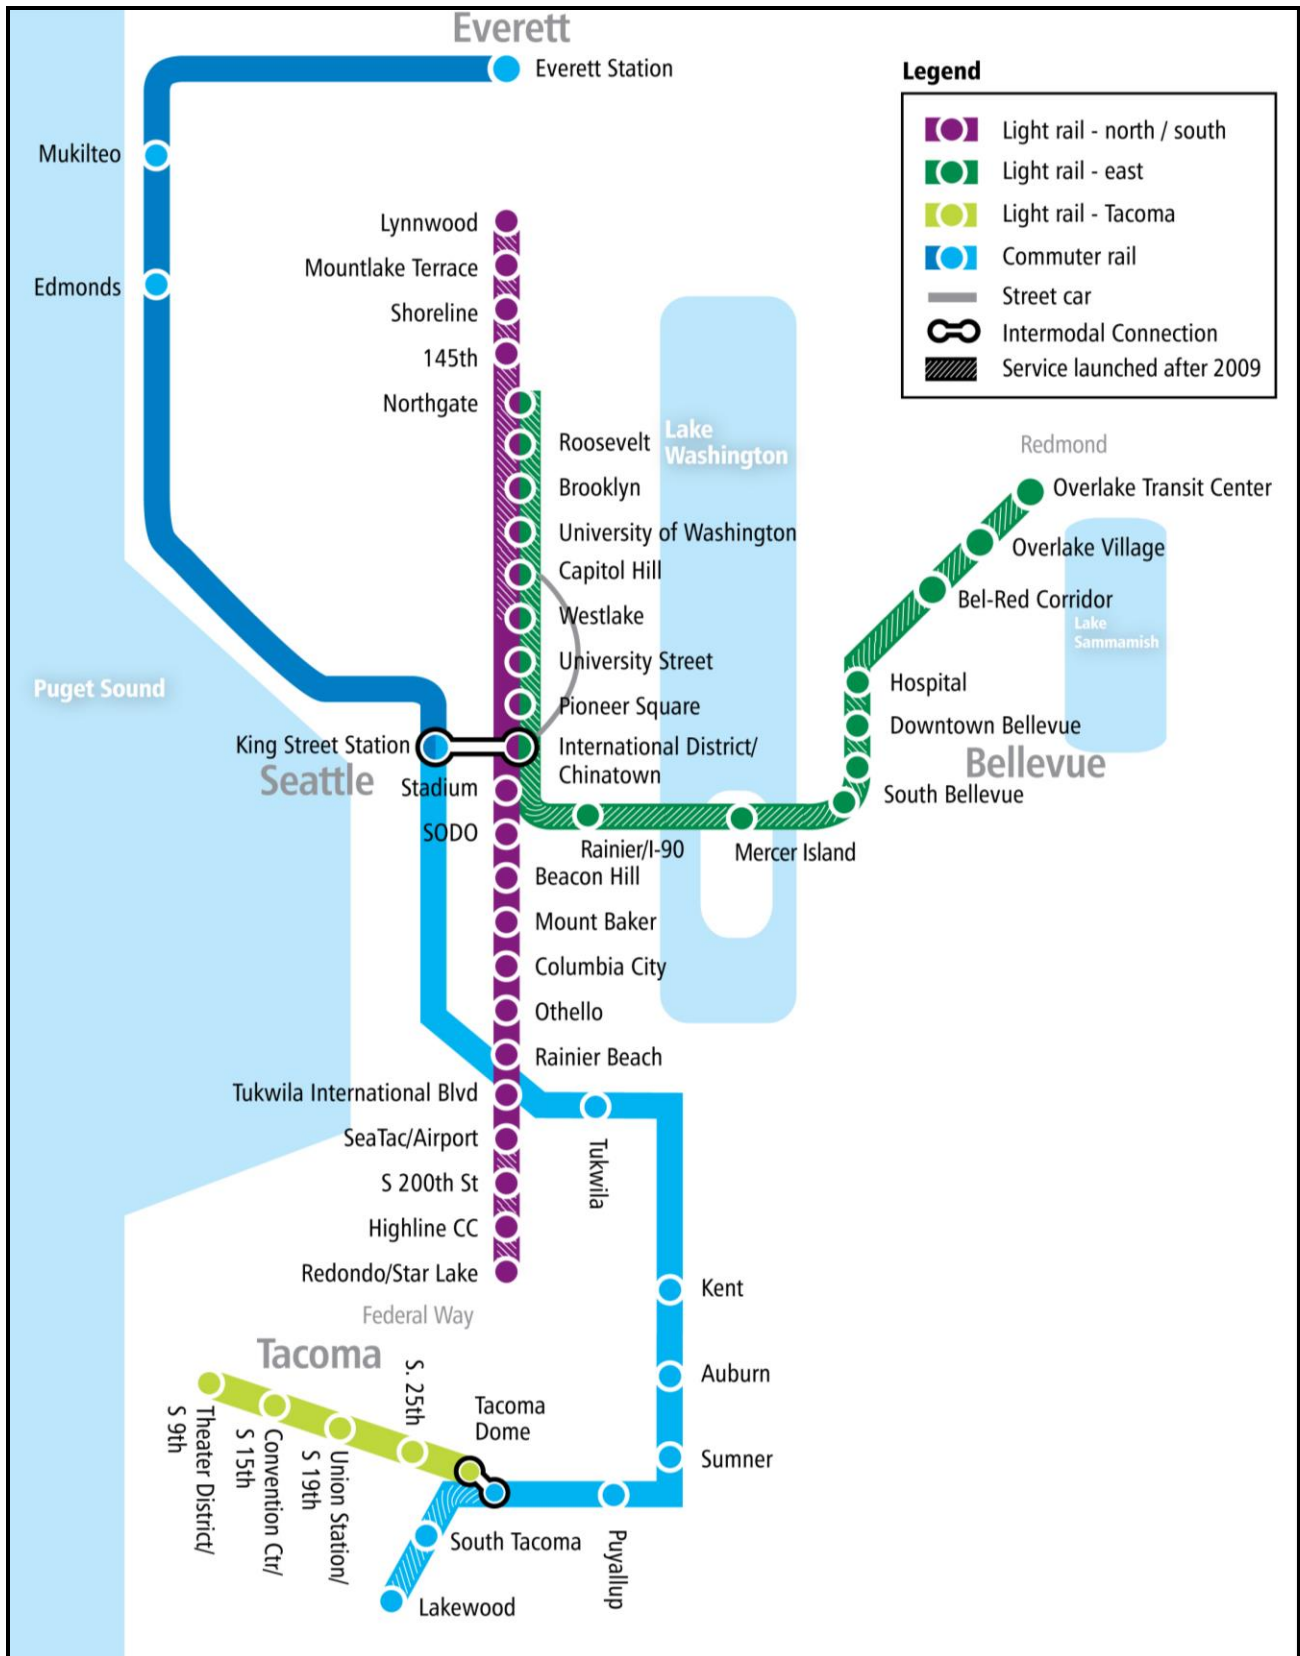 Everett
Everett Station
Legend
Light rail - north / south
Light rail - east
Light rail - Tacoma
Commuter rail
Street car
Intermodal Connection
Service launched after 2009
Mukilteo
Edmonds
Lynnwood
Mountlake Terrace
Shoreline
145th
Northgate
Roosevelt
Brooklyn
University of Washington
Capitol Hill
Westlake
University Street
Pioneer Square
International District/
Chinatown
Lake
Washington
Redmond
Overlake Transit Center
Overlake Village
Bel-Red Corridor
Lake
Sammamish
Hospital
Downtown Bellevue
Bellevue
South Bellevue
Puget Sound
King Street Station
Seattle
Stadium
SODO
Rainier/I-90
Mercer Island
Beacon Hill
Mount Baker
Columbia City
Othello
Rainier Beach
Tukwila International Blvd
SeaTac/Airport
S 200th St
Highline CC
Redondo/Star Lake
Tukwila
Kent
Auburn
Sumner
Federal Way
Tacoma
S. 25th
Tacoma
Dome
Theater District/
S 9th
Convention Ctr/
S 15th
Union Station/
S 19th
South Tacoma
Lakewood
Puyallup